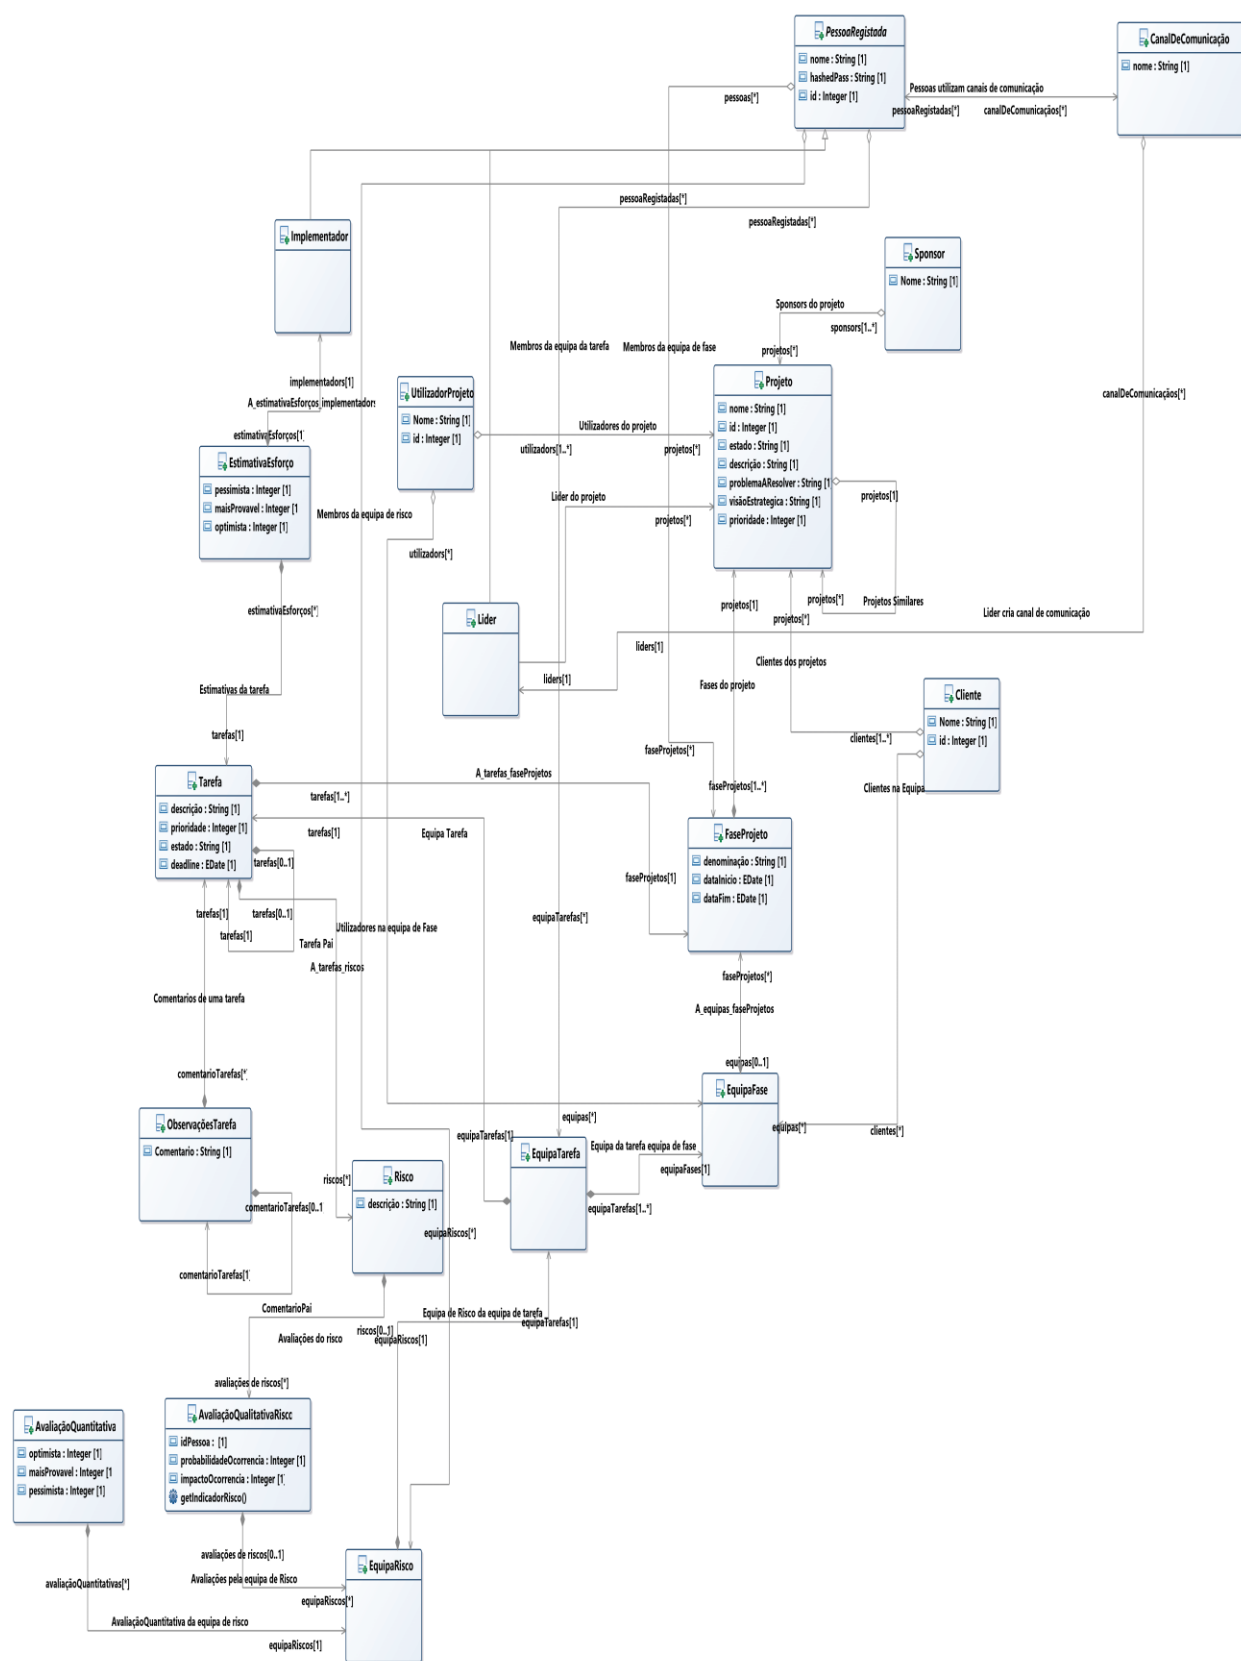 PessoaRegistada
nome : String [1]
hashedPass : String [1]
id : Integer [1]
CanalDeComunicação
nome : String [1]
Pessoas utilizam canais de comunicação
pessoas[*]
pessoaRegistadas[*]
canalDeComunicaçãos[*]
pessoaRegistadas[*]
pessoaRegistadas[*]
Implementador
Sponsor
Nome : String [1]
Sponsors do projeto
sponsors[1..*]
Membros da equipa da tarefa
Membros da equipa de fase
projetos[*]
implementadors[1]
A_estimativaEsforços_implementadors
estimativaEsforços[1]
UtilizadorProjeto
Nome : String [1]
id : Integer [1]
Projeto
nome : String [1]
id : Integer [1]
estado : String [1]
descrição : String [1]
problemaAResolver : String [1
visãoEstrategica : String [1]
prioridade : Integer [1]
canalDeComunicaçãos[*]
Utilizadores do projeto
utilizadors[1..*]
projetos[*]
EstimativaEsforço
pessimista : Integer [1]
maisProvavel : Integer [1
optimista : Integer [1]
Membros da equipa de risco
Lider do projeto
projetos[*]
projetos[1]
utilizadors[*]
estimativaEsforços[*]
Lider
projetos[1]
projetos[*]
projetos[*]
Projetos Similares
Lider cria canal de comunicação
liders[1]
liders[1]
Clientes dos projetos
Fases do projeto
Estimativas da tarefa
Cliente
Nome : String [1]
id : Integer [1]
tarefas[1]
clientes[1..*]
faseProjetos[*]
Tarefa
descrição : String [1]
prioridade : Integer [1]
estado : String [1]
deadline : EDate [1]
A_tarefas_faseProjetos
tarefas[1..*]
faseProjetos[1..*]
Clientes na Equipa
tarefas[1]
Equipa Tarefa
FaseProjeto
denominação : String [1]
dataInicio : EDate [1]
dataFim : EDate [1]
tarefas[0..1]
faseProjetos[1]
tarefas[1]
tarefas[0..1]
tarefas[1]
Tarefa Pai
Utilizadores na equipa de Fase
equipaTarefas[*]
A_tarefas_riscos
faseProjetos[*]
Comentarios de uma tarefa
A_equipas_faseProjetos
comentarioTarefas[*]
equipas[0..1]
EquipaFase
ObservaçõesTarefa
Comentario : String [1]
equipas[*]
equipas[*]
clientes[*]
equipaTarefas[1]
EquipaTarefa
Equipa da tarefa equipa de fase
equipaFases[1]
equipaTarefas[1..*]
riscos[*]
Risco
descrição : String [1]
comentarioTarefas[0..1
equipaRiscos[*]
comentarioTarefas[1]
ComentarioPai
Equipa de Risco da equipa de tarefa
equipaTarefas[1]
riscos[0..1]
equipaRiscos[1]
Avaliações do risco
avaliações de riscos[*]
AvaliaçãoQuantitativa
optimista : Integer [1]
maisProvavel : Integer [1
pessimista : Integer [1]
AvaliaçãoQualitativaRiscc
idPessoa : [1]
probabilidadeOcorrencia : Integer [1]
impactoOcorrencia : Integer [1]
getIndicadorRisco()
avaliações de riscos[0..1]
EquipaRisco
avaliaçãoQuantitativas[*]
Avaliações pela equipa de Risco
equipaRiscos[*]
AvaliaçãoQuantitativa da equipa de risco
equipaRiscos[1]